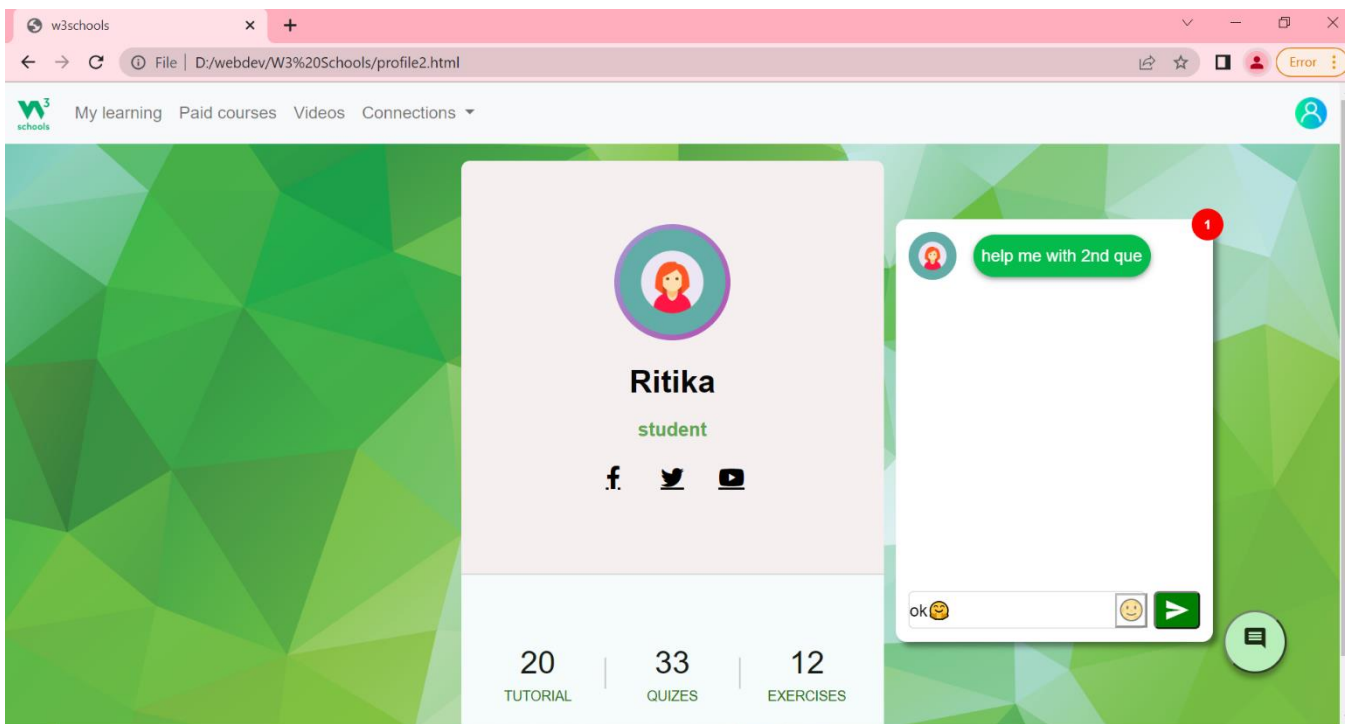 w3schools
File D:/webdev/W3%20Schools/profile2.html
Error
W3
schools
My learning Paid courses Videos Connections
1
help me with 2nd que
Ritika
student
ok🤗
20 33 12
TUTORIAL QUIZES EXERCISES